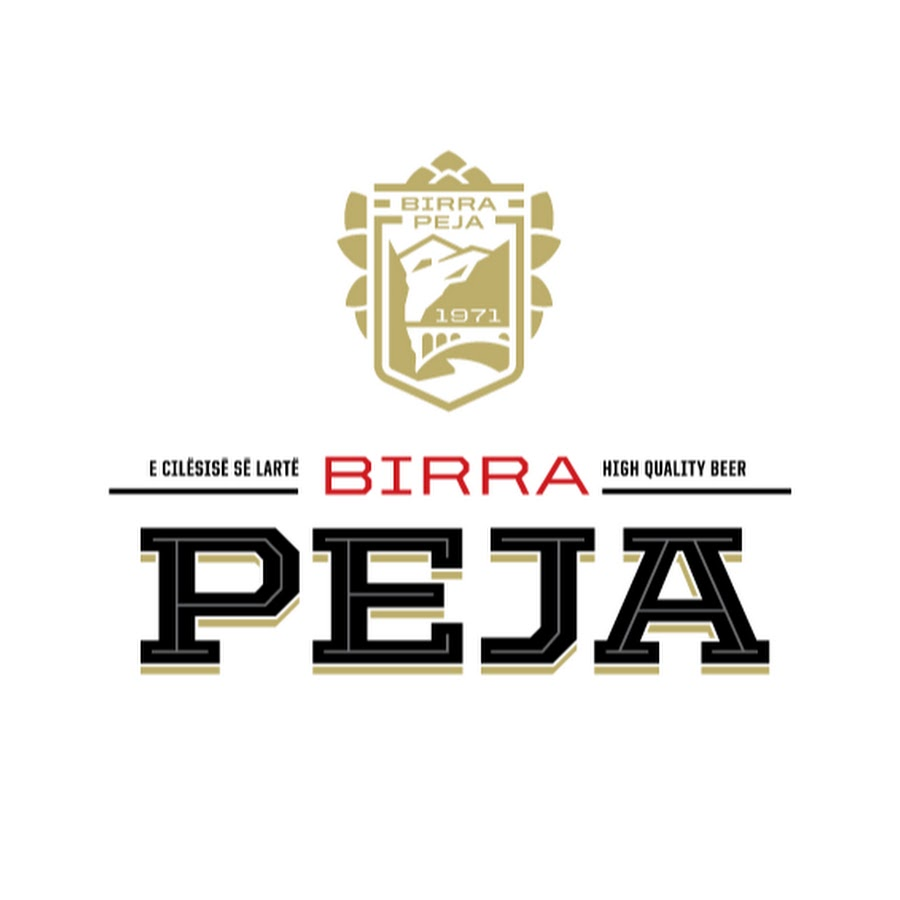 BIRRA
PEJA
1971
E CILËSISË SË LARTË BIRRA HIGH QUALITY BEER
PEJA